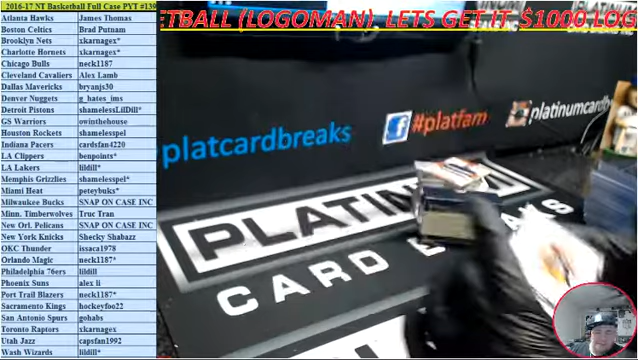 2016-17 NT Basketball Full Case PYT #139
Atlanta Hawks James Thomas
Boston Celtics Brad Putnam
Brooklyn Nets xkarnagex*
Charlotte Hornets xkarnagex*
Chicago Bulls neck1187
Cleveland Cavaliers Alex Lamb
Dallas Mavericks bryanjs30
Denver Nuggets g_hates_ims
Detroit Pistons shamelessLilDill*
GS Warriors owinthehouse
Houston Rockets shamelesspel
Indiana Pacers cardsfan4220
LA Clippers benpoints*
LA Lakers lildill*
Memphis Grizzlies shamelesspel*
Miami Heat peteybuks*
Milwaukee Bucks SNAP ON CASE INC
Minn. Timberwolves Truc Tran
New Orl. Pelicans SNAP ON CASE INC
New York Knicks Shecky Shabazz
OKC Thunder issaca1978
Orlando Magic neck1187*
Philadelphia 76ers lildill
Phoenix Suns alex li
Port Trail Blazers neck1187*
Sacramento Kings hockeyfoo22
San Antonio Spurs gohabs
Toronto Raptors xkarnagex
Utah Jazz capsfan1992
Wash Wizards lildill*
ETBALL (LOGOMAN) LETS GET IT, $1000 LOG
platcardbreaks
f #platfam
platinumcardb
PLATIN
CARD B EAKS